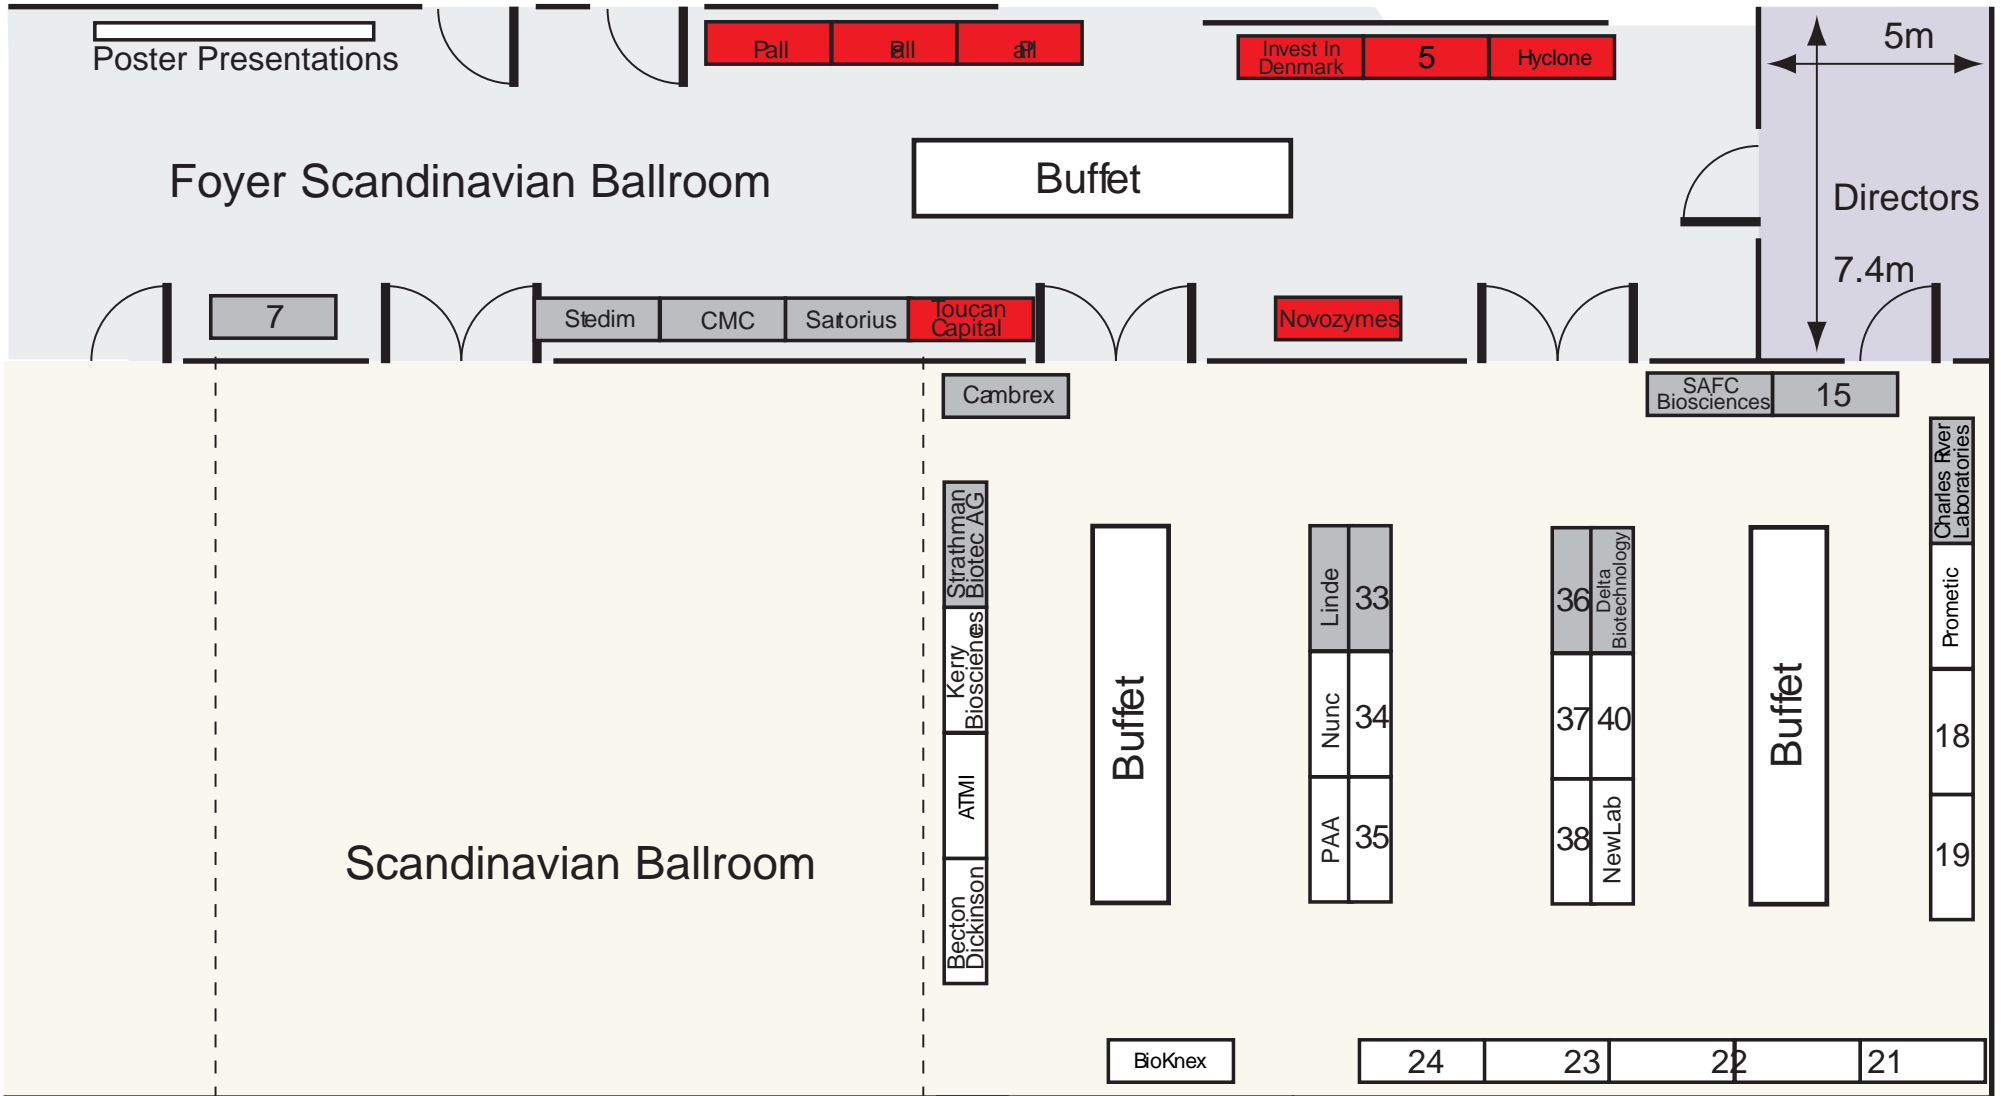 Poster Presentations
Pall
Pall
Pall
Invest In
Denmark
5
Hyclone
5m
Foyer Scandinavian Ballroom
Buffet
Directors
7.4m
7
Stedim
CMC
Sartorius
Toucan
Capital
Novozymes
Cambrex
SAFC
Biosciences
15
Charles River
Laboratories
Strathman
Biotec AG
Linde
33
36
Delta
Biotechnology
Prometic
Kerry
Biosciences
Buffet
Nunc
34
37
40
Buffet
18
ATMI
PAA
35
38
NewLab
19
Scandinavian Ballroom
Becton
Dickinson
BioKnex
24
23
22
21